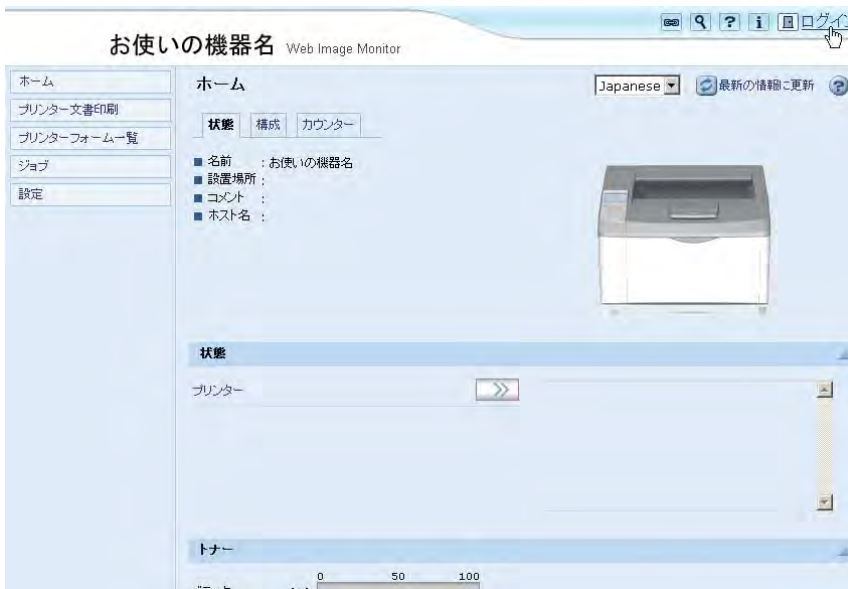 ログイン
お使いの機器名 Web Image Monitor
ホーム
プリンター文書印刷
プリンターフォーム一覧
ジョブ
設定
ホーム
Japanese
最新の情報に更新
状態 構成 カウンター
名前 : お使いの機器名
設置場所 :
コメント :
ホスト名 :
状態
プリンター
トナー
0 50 100